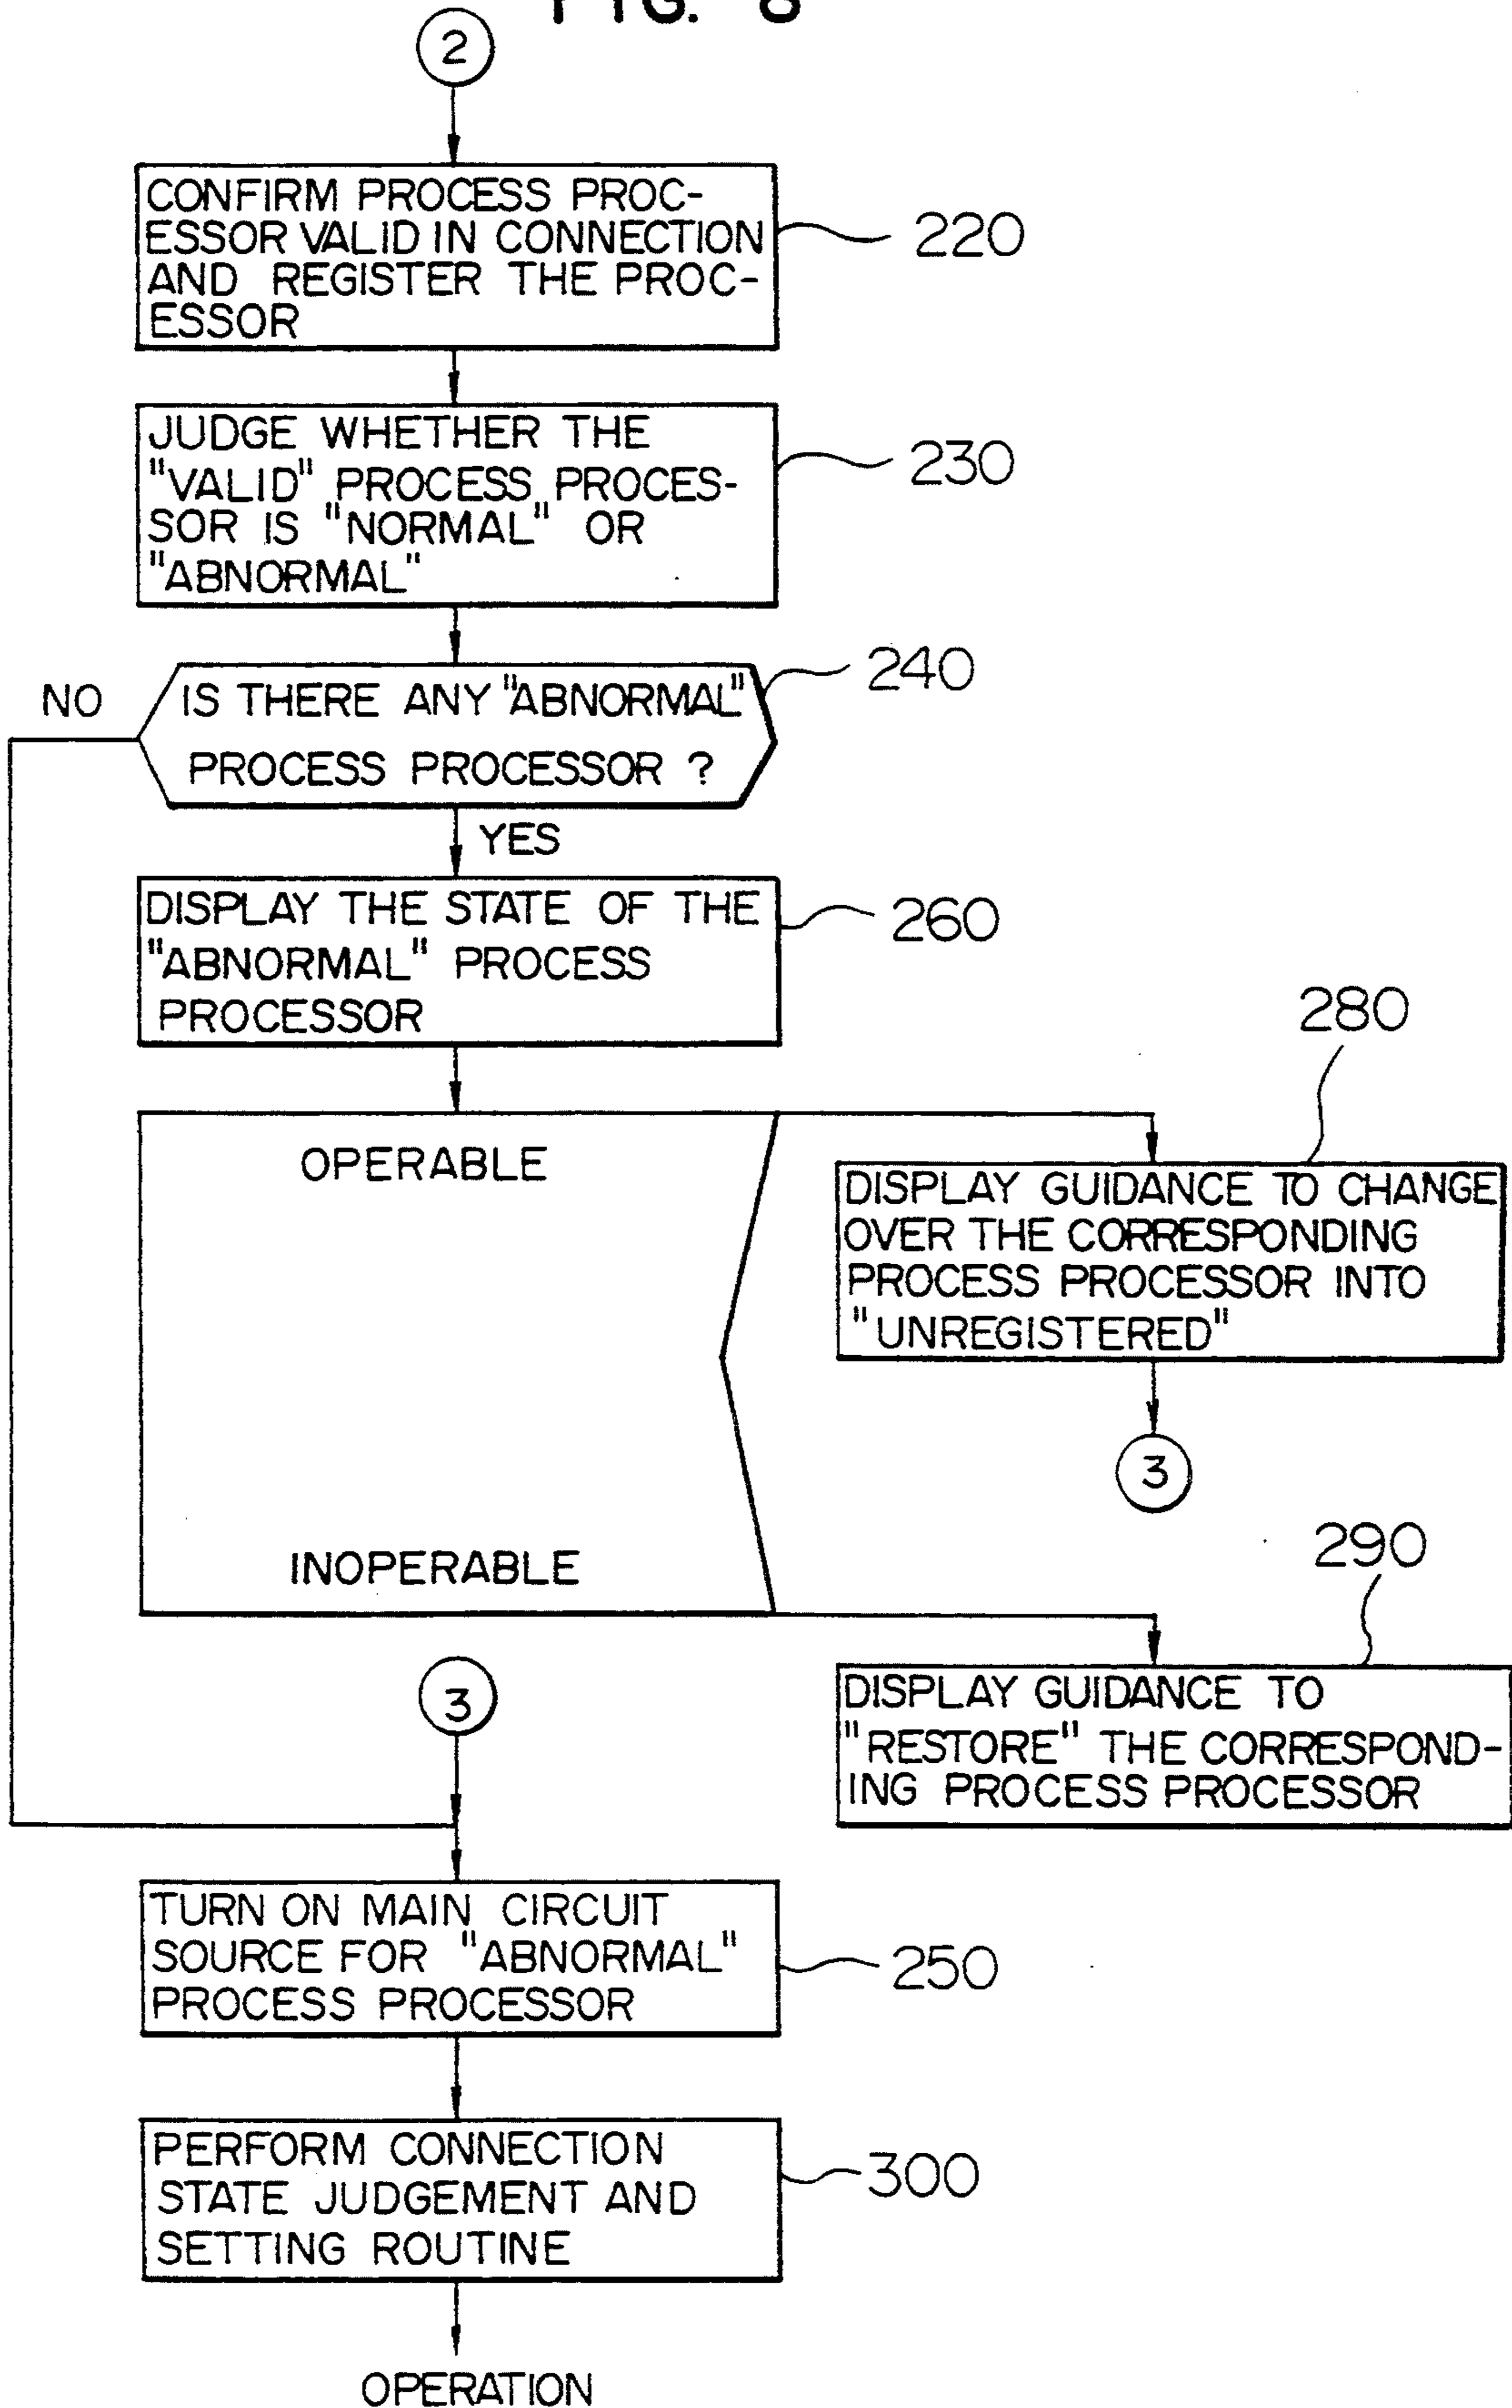 FIG. 8
2
CONFIRM PROCESS PROC-
ESSOR VALID IN CONNECTION
AND REGISTER THE PROC-
ESSOR
220
JUDGE WHETHER THE
"VALID" PROCESS PROCES-
SOR IS "NORMAL" OR
"ABNORMAL"
230
NO
IS THERE ANY "ABNORMAL"
PROCESS PROCESSOR ?
240
YES
DISPLAY THE STATE OF THE
"ABNORMAL" PROCESS
PROCESSOR
260
OPERABLE
280
DISPLAY GUIDANCE TO CHANGE
OVER THE CORRESPONDING
PROCESS PROCESSOR INTO
"UNREGISTERED"
3
INOPERABLE
290
DISPLAY GUIDANCE TO
"RESTORE" THE CORRESPOND-
ING PROCESS PROCESSOR
3
TURN ON MAIN CIRCUIT
SOURCE FOR "ABNORMAL"
PROCESS PROCESSOR
250
PERFORM CONNECTION
STATE JUDGEMENT AND
SETTING ROUTINE
300
OPERATION